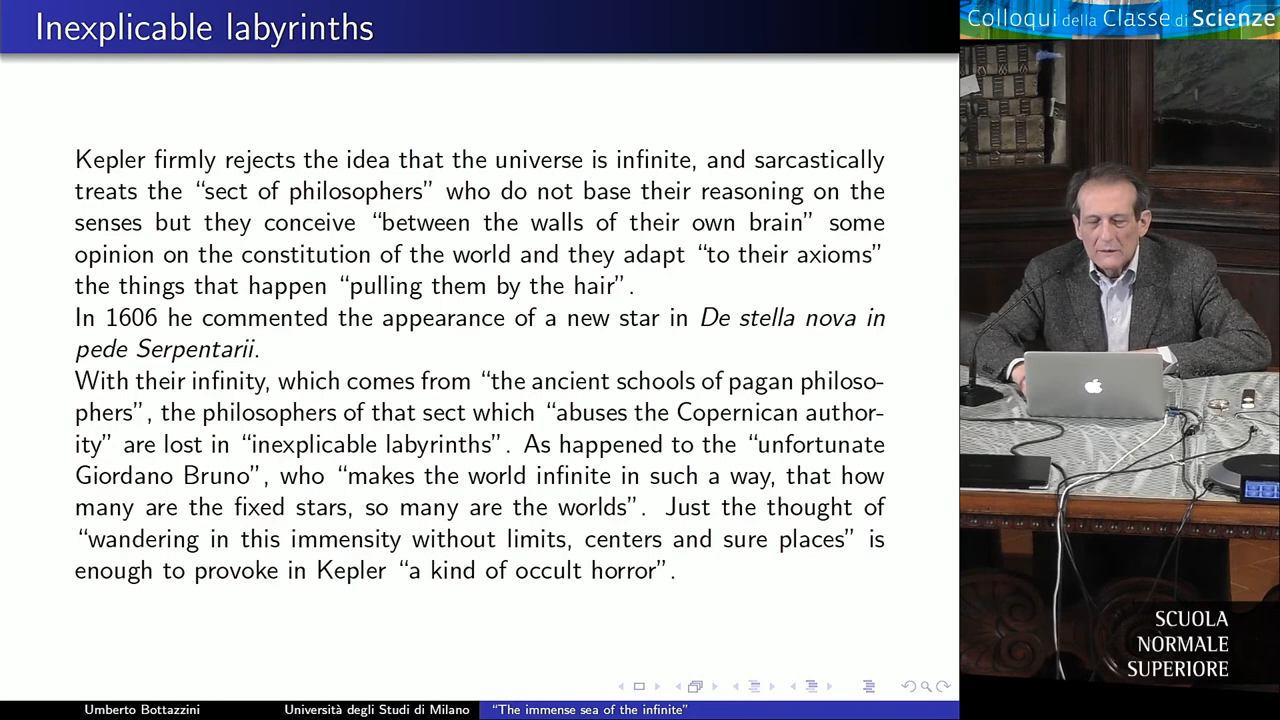 Inexplicable labyrinths
Colloqui della Classe di Scienze
Kepler firmly rejects the idea that the universe is infinite, and sarcastically
treats the “sect of philosophers” who do not base their reasoning on the
senses but they conceive “between the walls of their own brain” some
opinion on the constitution of the world and they adapt “to their axioms”
the things that happen “pulling them by the hair”.
In 1606 he commented the appearance of a new star in De stella nova in
pede Serpentarii.
With their infinity, which comes from “the ancient schools of pagan philoso-
phers”, the philosophers of that sect which “abuses the Copernican author-
ity” are lost in “inexplicable labyrinths”. As happened to the “unfortunate
Giordano Bruno”, who “makes the world infinite in such a way, that how
many are the fixed stars, so many are the worlds”. Just the thought of
“wandering in this immensity without limits, centers and sure places” is
enough to provoke in Kepler “a kind of occult horror”.
SCUOLA
NORMALE
SUPERIORE
Umberto Bottazzini
Università degli Studi di Milano
“The immense sea of the infinite”